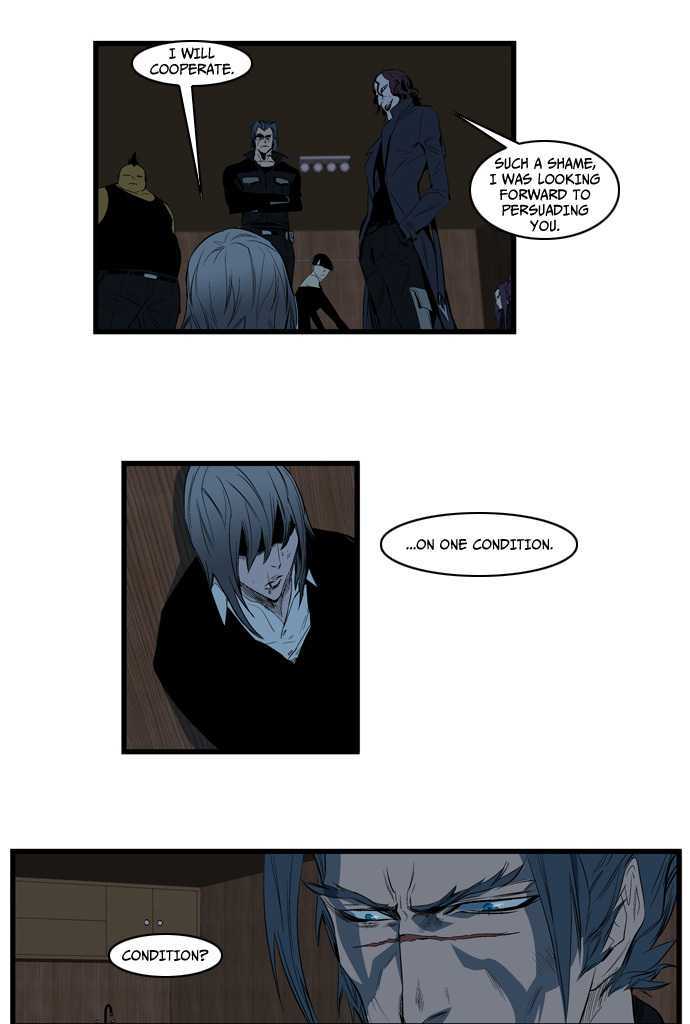 I WILL
COOPERATE.
SUCH A SHAME,
I WAS LOOKING
FORWARD TO
PERSUADING
YOU.
...ON ONE CONDITION.
CONDITION?